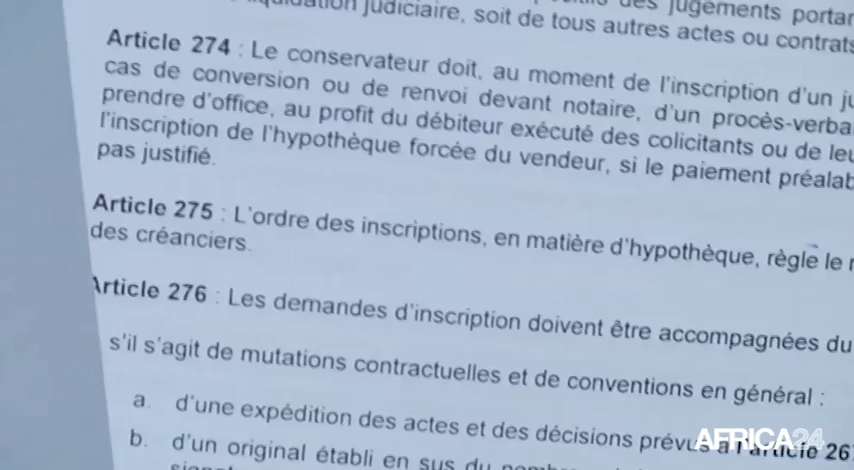 judiciaire, soit de tous autres actes ou contrats
Article 274 : Le conservateur doit, au moment de l'inscription d'un
cas de conversion ou de renvoi devant notaire, d'un
prendre d'office, au profit du débiteur exécuté des colicitants ou de
l'inscription de l'hypothèque forcée du vendeur, si le paiement
pas justifié.
Article 275 : L'ordre des inscriptions, en matière d'hypothèque, règle le
des créanciers.
Article 276 : Les demandes d'inscription doivent être accompagnées du
s'il s'agit de mutations contractuelles et de conventions en général :
a. d'une expédition des actes et des décisions prévus à l'article 26
b. d'un original établi en sus du
AFRICA24